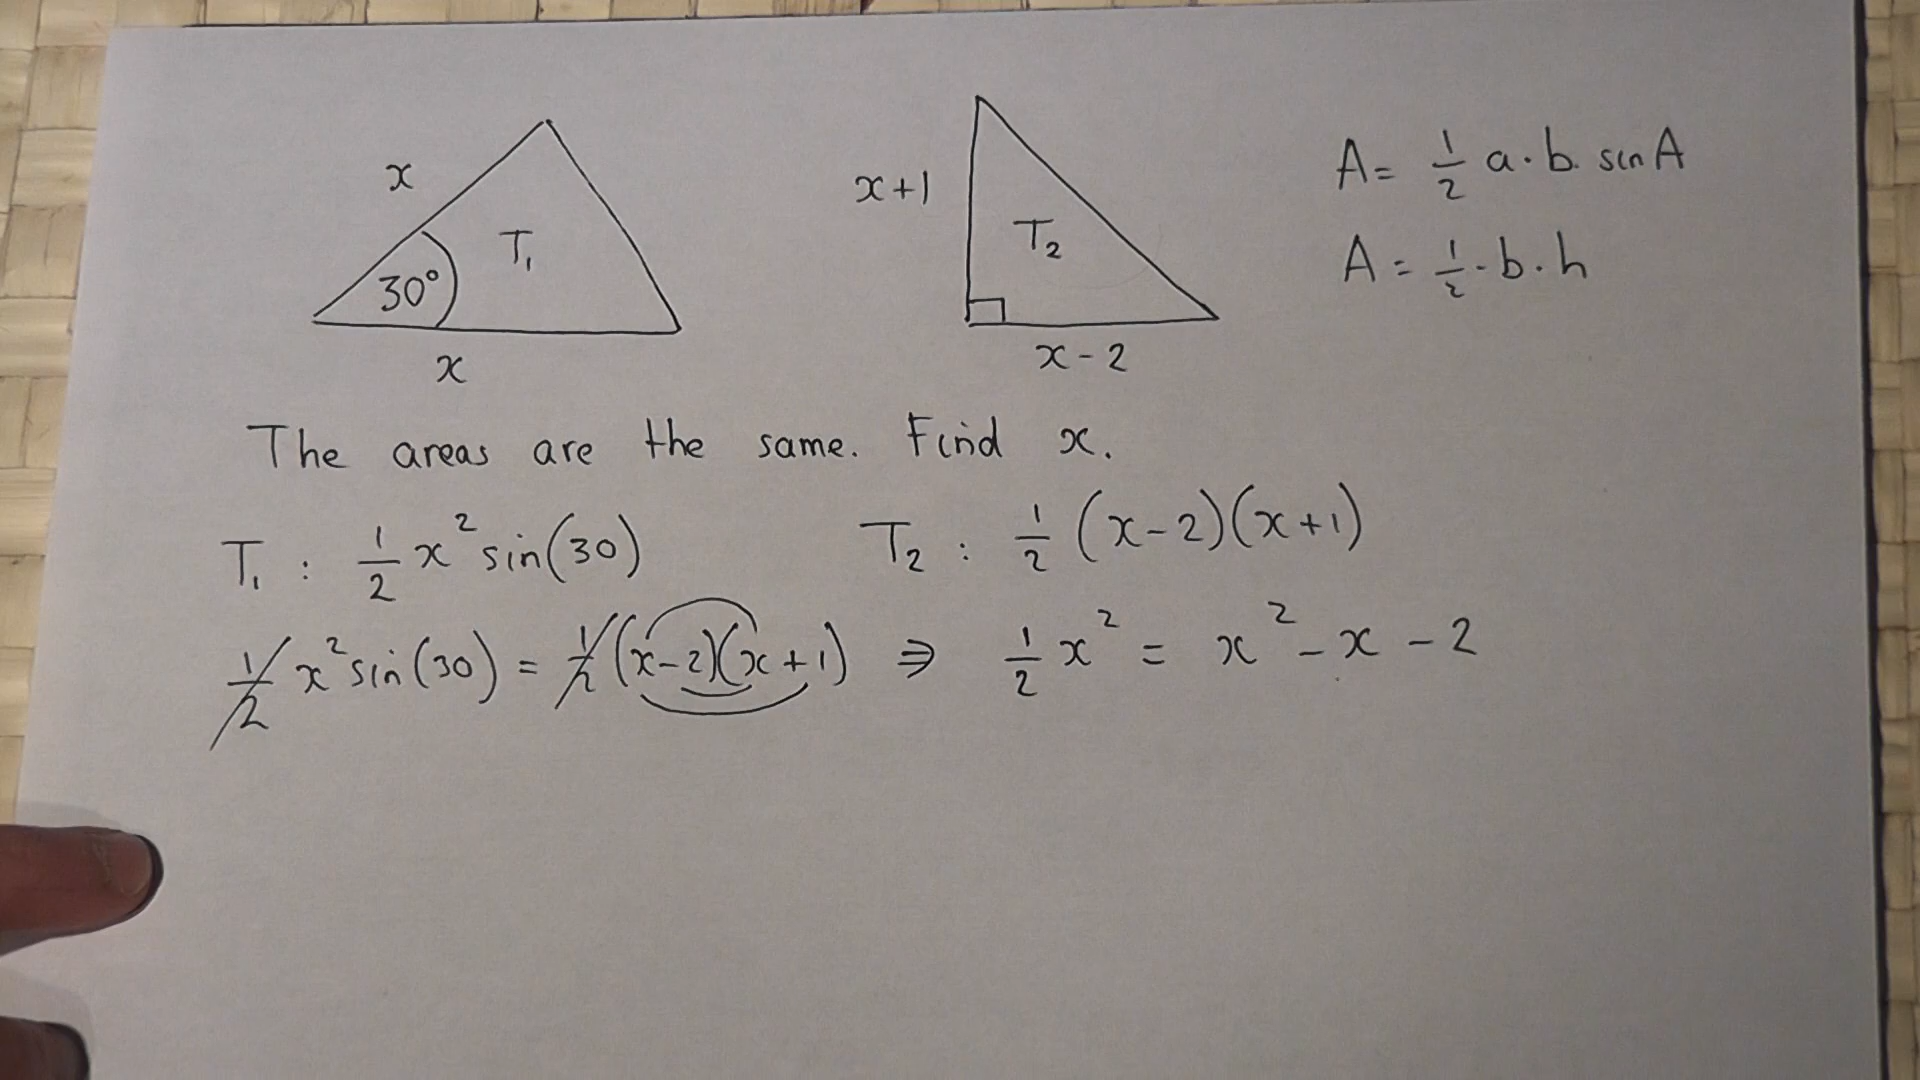 x
30°
T₁
x
x+1
T₂
x-2
A = 1/2 a·b·sinA
A = 1/2·b·h
The areas are the same. Find x.
T₁ : 1/2 x² sin(30)    T₂ : 1/2 (x-2)(x+1)
1/2 x² sin(30) = 1/2 (x-2)(x+1) ⇒ 1/2 x² = x² - x - 2